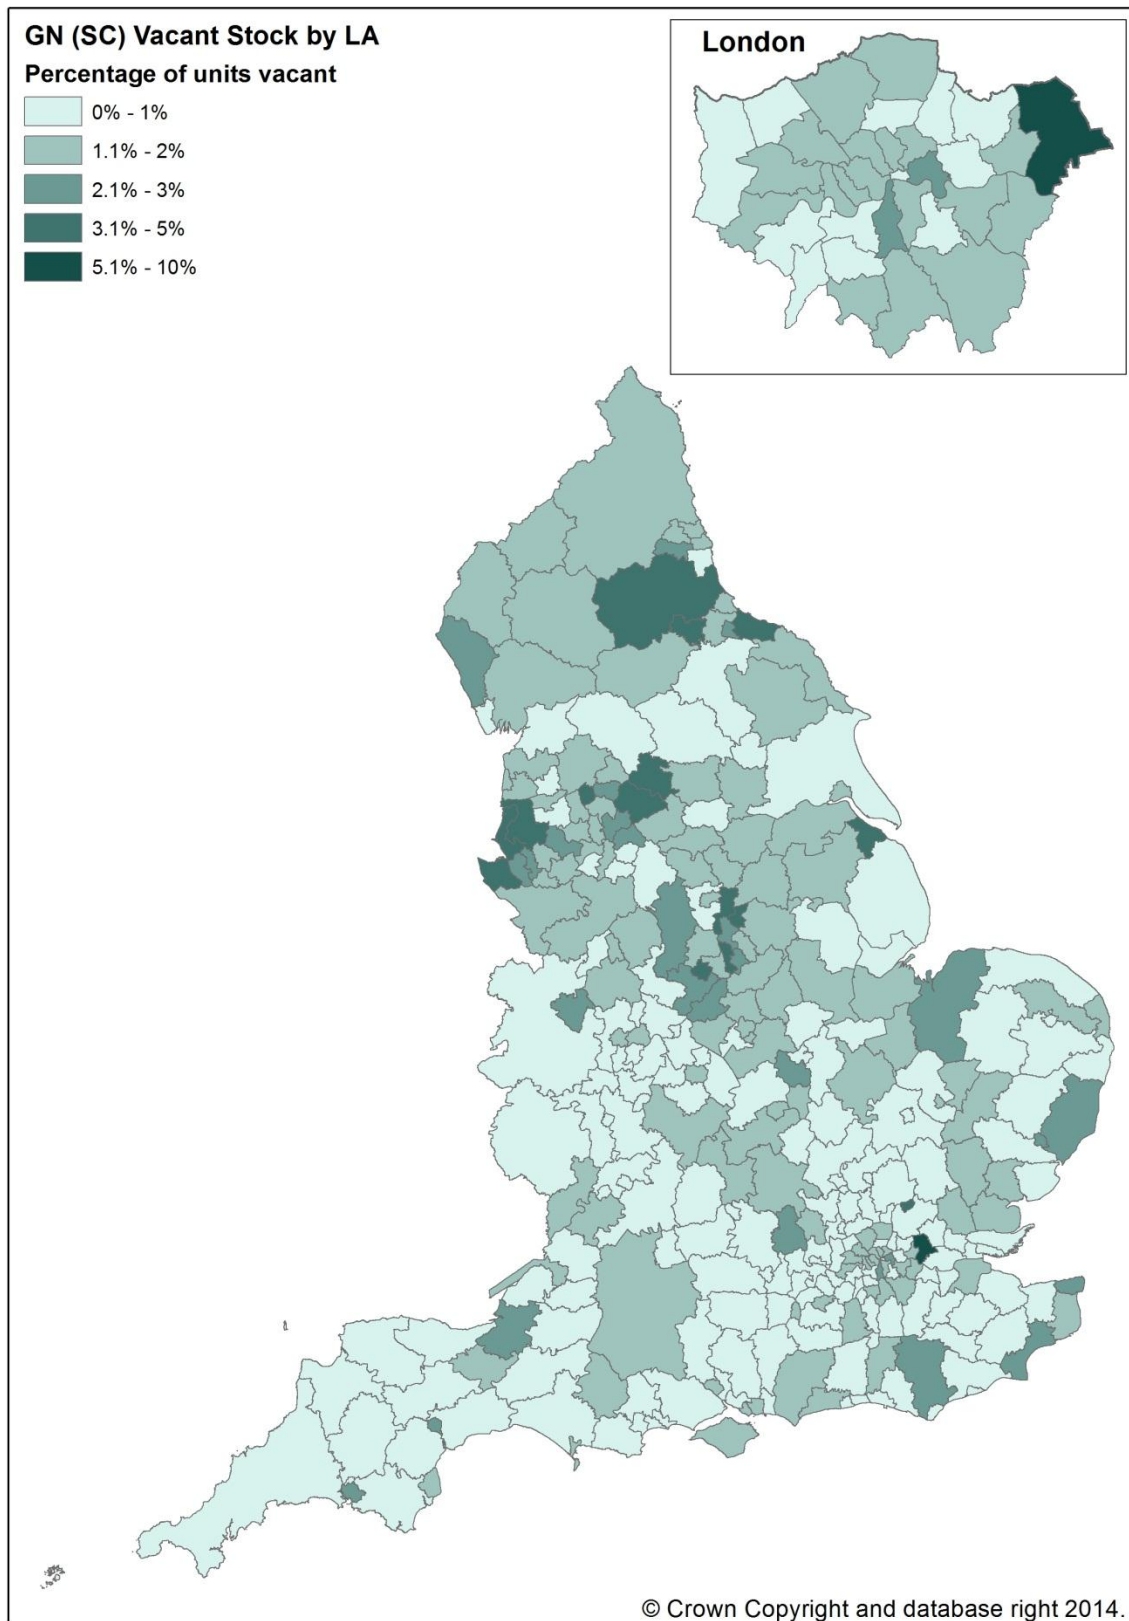 GN (SC) Vacant Stock by LA
Percentage of units vacant
0% - 1%
1.1% - 2%
2.1% - 3%
3.1% - 5%
5.1% - 10%
London
© Crown Copyright and database right 2014.